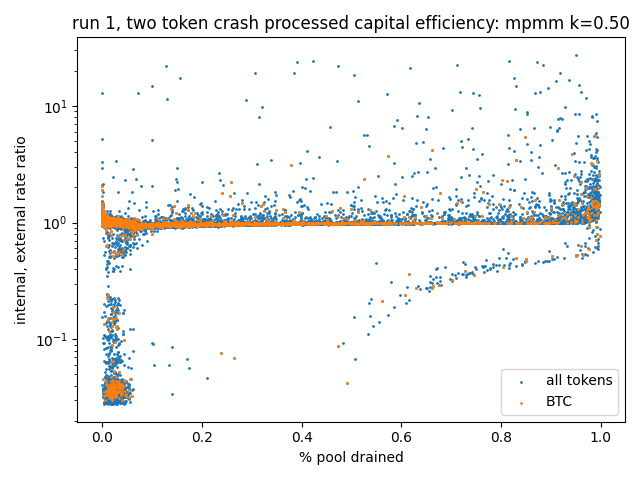 run 1, two token crash processed capital efficiency: mpmm k=0.50
internal, external rate ratio
10¹
10⁰
10⁻¹
all tokens
BTC
0.0 0.2 0.4 0.6 0.8 1.0
% pool drained